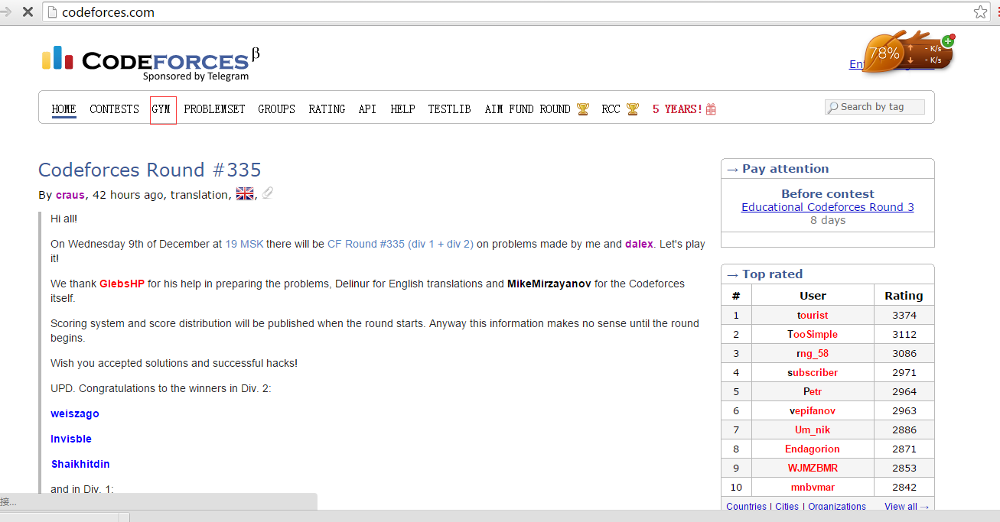 codeforces.com
CODEFORCES β
Sponsored by Telegram
78%
- K/s
- K/s
HOME CONTESTS GYM PROBLEMSET GROUPS RATING API HELP TESTLIB AIM FUND ROUND RCC 5 YEARS! Search by tag
Codeforces Round #335
By craus, 42 hours ago, translation, ,
Hi all!
On Wednesday 9th of December at 19 MSK there will be CF Round #335 (div 1 + div 2) on problems made by me and dalex. Let's play
it!
We thank GlebsHP for his help in preparing the problems, Delinur for English translations and MikeMirzayanov for the Codeforces
itself.
Scoring system and score distribution will be published when the round starts. Anyway this information makes no sense until the round
begins.
Wish you accepted solutions and successful hacks!
UPD. Congratulations to the winners in Div. 2:
weiszago
Invisble
Shaikhitdin
and in Div. 1:
接...
→ Pay attention
Before contest
Educational Codeforces Round 3
8 days
→ Top rated
# User Rating
1 tourist 3374
2 TooSimple 3112
3 rng_58 3086
4 subscriber 2971
5 Petr 2964
6 vepifanov 2963
7 Um_nik 2886
8 Endagorion 2871
9 WJMZBMR 2853
10 mnbvmar 2842
Countries | Cities | Organizations View all →